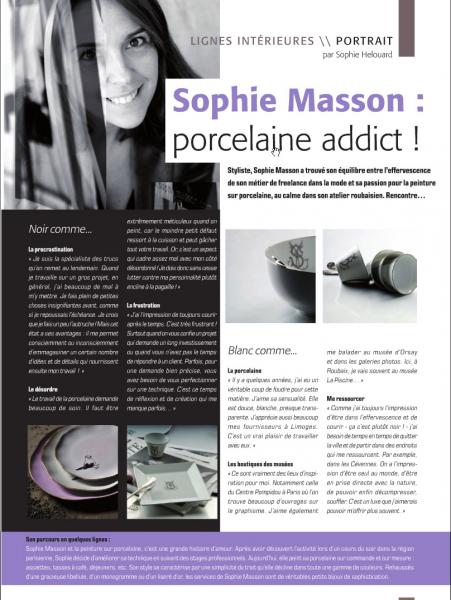 LIGNES INTÉRIEURES \\ PORTRAIT
par Sophie Helouard
Sophie Masson :
porcelaine addict !
Styliste, Sophie Masson a trouvé son équilibre entre l'effervescence
de son métier de freelance dans la mode et sa passion pour la peinture
sur porcelaine, au calme dans son atelier roubaisien. Rencontre…
Noir comme...
La procrastination
« Je suis la spécialiste des trucs
qu'on remet au lendemain. Quand
je travaille sur un gros projet, en
général, j'ai beaucoup de mal à
m'y mettre. Je fais plein de petites
choses insignifiantes avant, comme
si je repoussais l'échéance. Je crois
que je fais un peu l'autruche ! Mais cet
état a ses avantages : il me permet
consciemment ou inconsciemment
d'emmagasiner un certain nombre
d'idées et de détails qui nourrissent
ensuite mon travail ! »
Le désordre
« Le travail de la porcelaine demande
beaucoup de soin. Il faut être
extrêmement méticuleux quand on
peint, car le moindre petit défaut
ressort à la cuisson et peut gâcher
tout votre travail. Or, c'est un aspect
qui cadre assez mal avec mon côté
désordonné ! Je dois donc sans cesse
lutter contre ma personnalité plutôt
encline à la pagaille ! »
La frustration
« J'ai l'impression de toujours courir
après le temps. C'est très frustrant !
Surtout quand on vous confie un projet
qui demande un long investissement
ou quand vous n'avez pas le temps
de répondre à un client. Parfois, pour
une demande bien précise, vous
avez besoin de vous perfectionner
sur une technique. C'est ce temps
de réflexion et de création qui me
manque parfois… »
Blanc comme...
La porcelaine
« Il y a quelques années, j'ai eu un
véritable coup de foudre pour cette
matière. J'aime sa sensualité. Elle
est douce, blanche, presque trans-
parente. J'apprécie aussi beaucoup
mes fournisseurs à Limoges.
C'est un vrai plaisir de travailler
avec eux. »
Les boutiques des musées
« Ce sont vraiment des lieux d'inspi-
ration pour moi. Notamment celle
du Centre Pompidou à Paris où l'on
trouve beaucoup d'ouvrages sur
le graphisme. J'aime également
me balader au musée d'Orsay
et dans les galeries photos. Ici, à
Roubaix, je vais souvent au musée
La Piscine… »
Me ressourcer
« Comme j'ai toujours l'impression
d'être dans l'effervescence et de
courir - ça n'est plutôt noir ! - j'ai
besoin de temps en temps de quitter
la ville et de partir dans des endroits
qui me ressourcent. Par exemple,
dans les Cévennes. On a l'impres-
sion d'être seul au monde, d'être
en prise directe avec la nature,
de pouvoir enfin décompresser,
souffler. C'est un luxe que j'aimerais
pouvoir m'offrir plus souvent ! »
Son parcours en quelques lignes :
Sophie Masson et la peinture sur porcelaine, c'est une grande histoire d'amour. Après avoir découvert l'activité lors d'un cours du soir dans la région
parisienne, Sophie décide d'améliorer sa technique en suivant des stages professionnels. Aujourd'hui, elle peint sa porcelaine sur commande et sur mesure :
assiettes, tasses à café, déjeuners, etc. Son style se caractérise par une simplicité du trait qu'elle décline dans toute une gamme de couleurs. Rehaussés
d'une gracieuse libellule, d'un monogramme ou d'un liseré d'or, les services de Sophie Masson sont de véritables petits bijoux de sophistication.